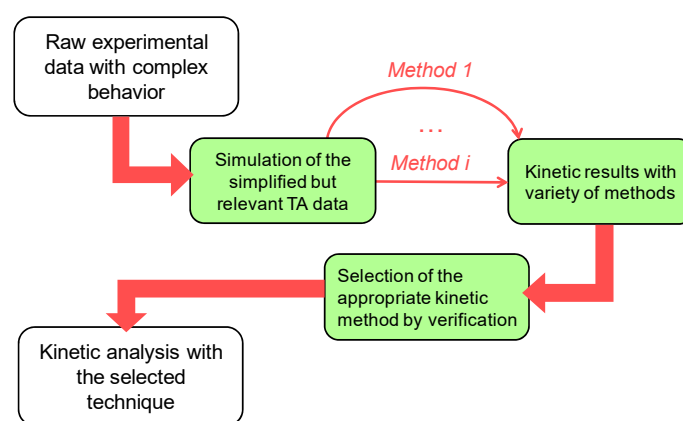 Raw experimental
data with complex
behavior
Method 1
...
Simulation of the
simplified but
relevant TA data
Method i
Kinetic results with
variety of methods
Selection of the
appropriate kinetic
method by verification
Kinetic analysis with
the selected
technique